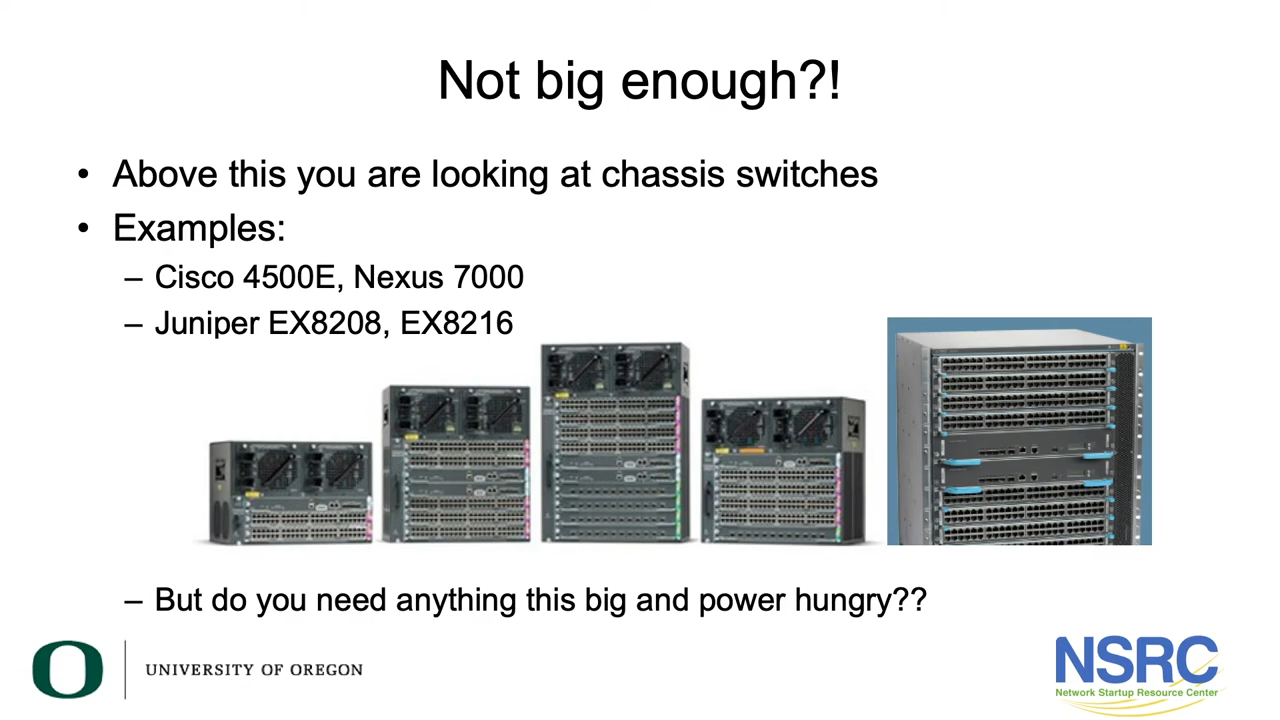 Not big enough?!
• Above this you are looking at chassis switches
• Examples:
– Cisco 4500E, Nexus 7000
– Juniper EX8208, EX8216
– But do you need anything this big and power hungry??
UNIVERSITY OF OREGON
NSRC
Network Startup Resource Center